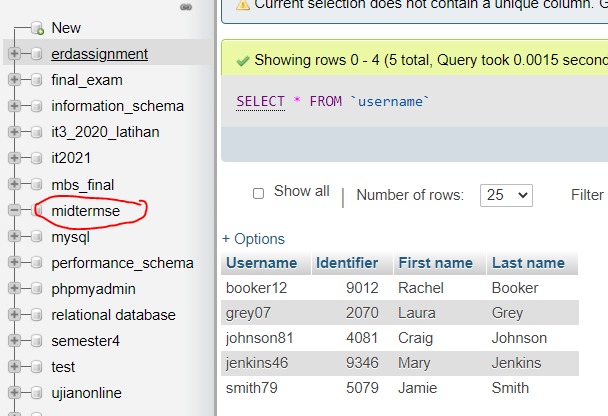 New
erdassignment
final_exam
information_schema
it3_2020_latihan
it2021
mbs_final
midtermse
mysql
performance_schema
phpmyadmin
relational database
semester4
test
ujianonline
Current selection does not contain a unique column. G
Showing rows 0 - 4 (5 total, Query took 0.0015 second
SELECT * FROM `username`
Show all | Number of rows: 25 Filter
+ Options
Username Identifier First name Last name
booker12 9012 Rachel Booker
grey07 2070 Laura Grey
johnson81 4081 Craig Johnson
jenkins46 9346 Mary Jenkins
smith79 5079 Jamie Smith